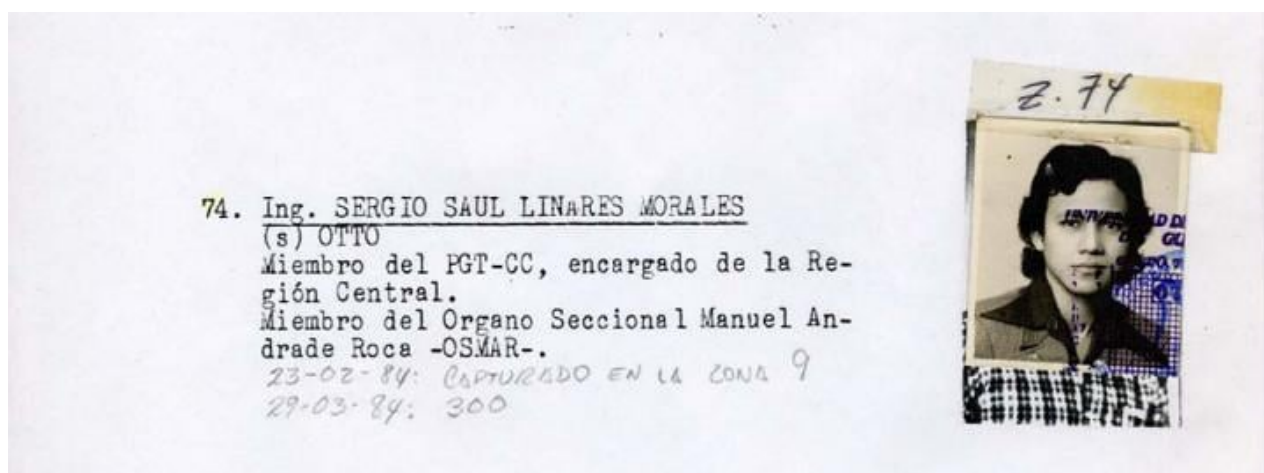 Z. 74
74. Ing. SERGIO SAUL LINARES MORALES
(s) OTTO
Miembro del PGT-CC, encargado de la Re-
gión Central.
Miembro del Organo Seccional Manuel An-
drade Roca -OSMAR-.
23-02-84: CAPTURADO EN LA ZONA 9
29-03-84: 300